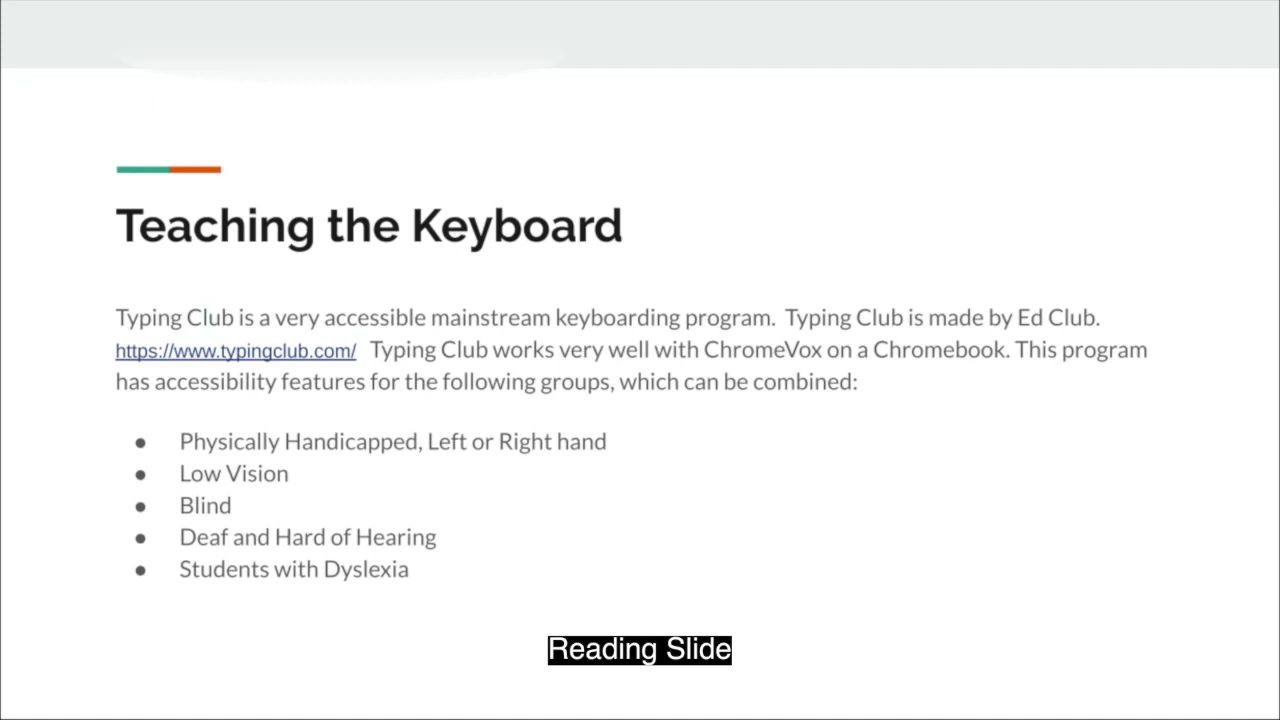 Teaching the Keyboard
Typing Club is a very accessible mainstream keyboarding program.  Typing Club is made by Ed Club.
https://www.typingclub.com/  Typing Club works very well with ChromeVox on a Chromebook. This program
has accessibility features for the following groups, which can be combined:
● Physically Handicapped, Left or Right hand
● Low Vision
● Blind
● Deaf and Hard of Hearing
● Students with Dyslexia
Reading Slide